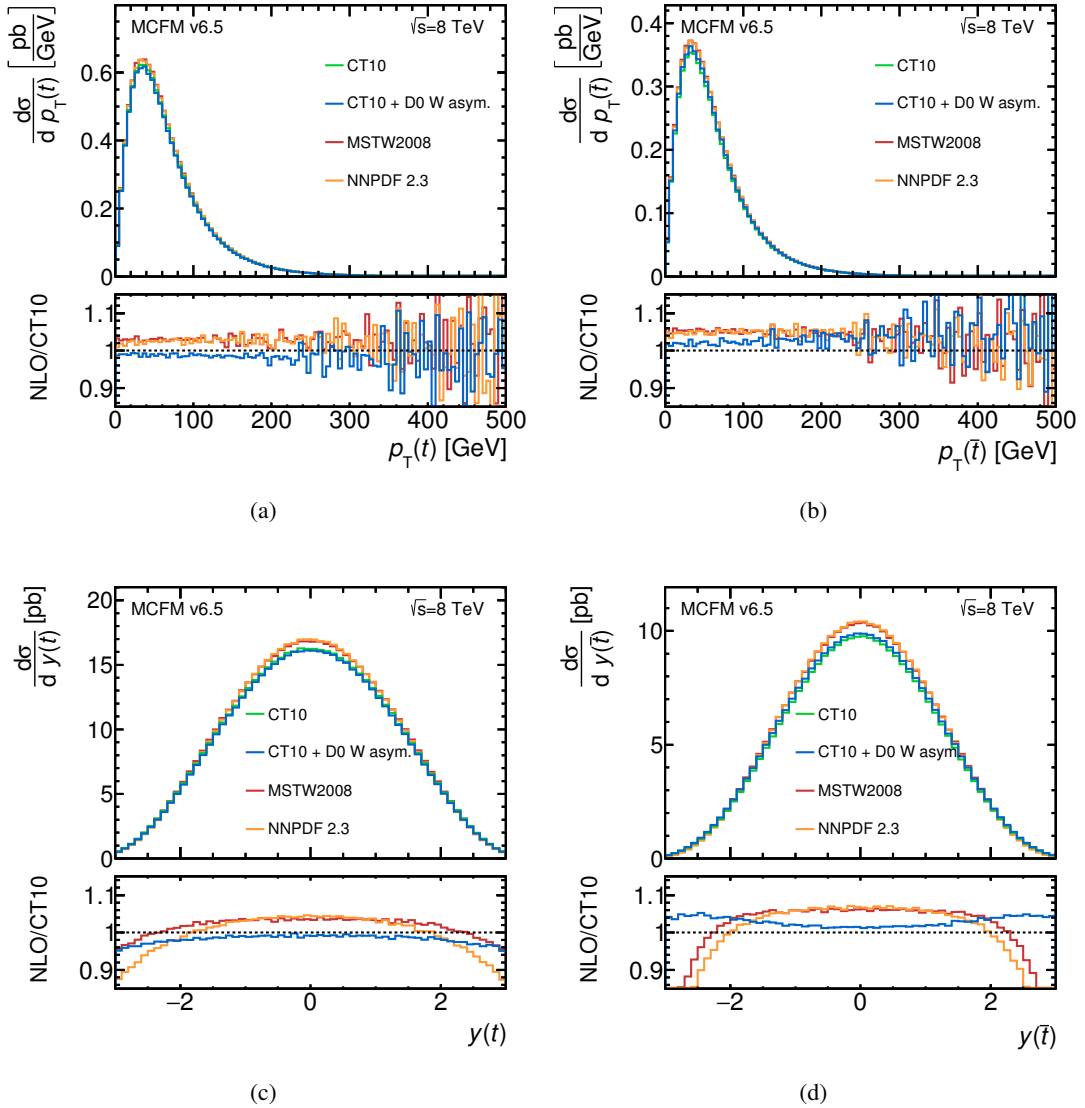 MCFM v6.5 √s=8 TeV
dσ/d p_T(t) [pb/GeV]
CT10
CT10 + D0 W asym.
MSTW2008
NNPDF 2.3
0.6
0.4
0.2
0
NLO/CT10
1.1
1
0.9
0 100 200 300 400 500
p_T(t) [GeV]
(a)
MCFM v6.5 √s=8 TeV
dσ/d p_T(t̄) [pb/GeV]
CT10
CT10 + D0 W asym.
MSTW2008
NNPDF 2.3
0.4
0.3
0.2
0.1
0
NLO/CT10
1.1
1
0.9
0 100 200 300 400 500
p_T(t̄) [GeV]
(b)
MCFM v6.5 √s=8 TeV
dσ/d y(t) [pb]
20
15
10
5
0
CT10
CT10 + D0 W asym.
MSTW2008
NNPDF 2.3
NLO/CT10
1.1
1
0.9
−2 0 2
y(t)
(c)
MCFM v6.5 √s=8 TeV
dσ/d y(t̄) [pb]
10
5
0
CT10
CT10 + D0 W asym.
MSTW2008
NNPDF 2.3
NLO/CT10
1.1
1
0.9
−2 0 2
y(t̄)
(d)